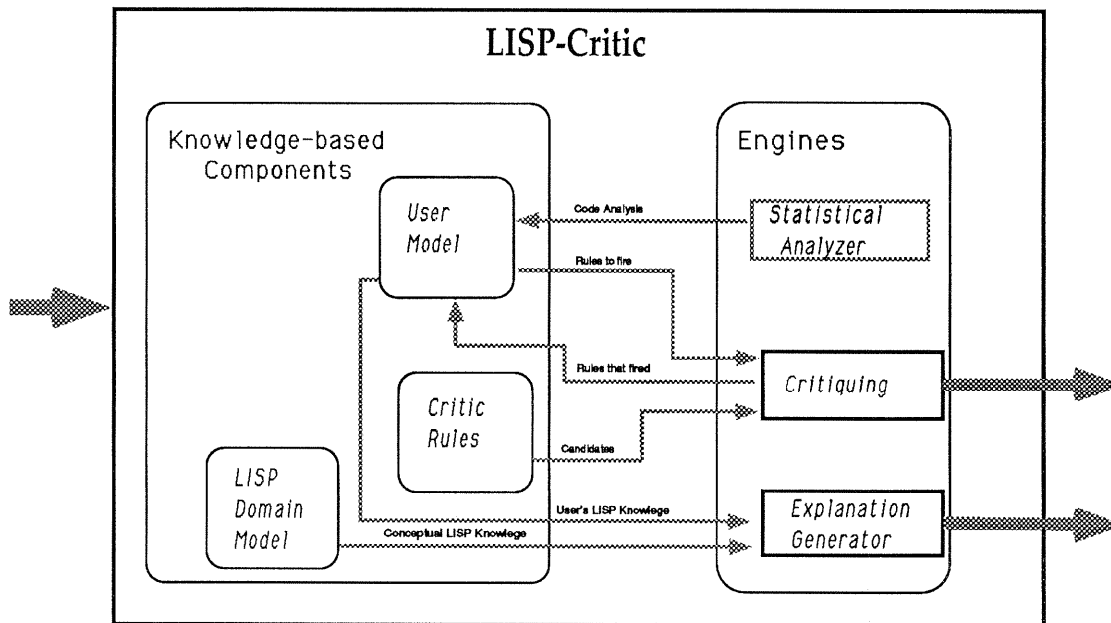 LISP-Critic
Knowledge-based
Components
User
Model
Critic
Rules
LISP
Domain
Model
Code Analysis
Rules to fire
Rules that fired
Candidates
User's LISP Knowlege
Conceptual LISP Knowlege
Engines
Statistical
Analyzer
Critiquing
Explanation
Generator